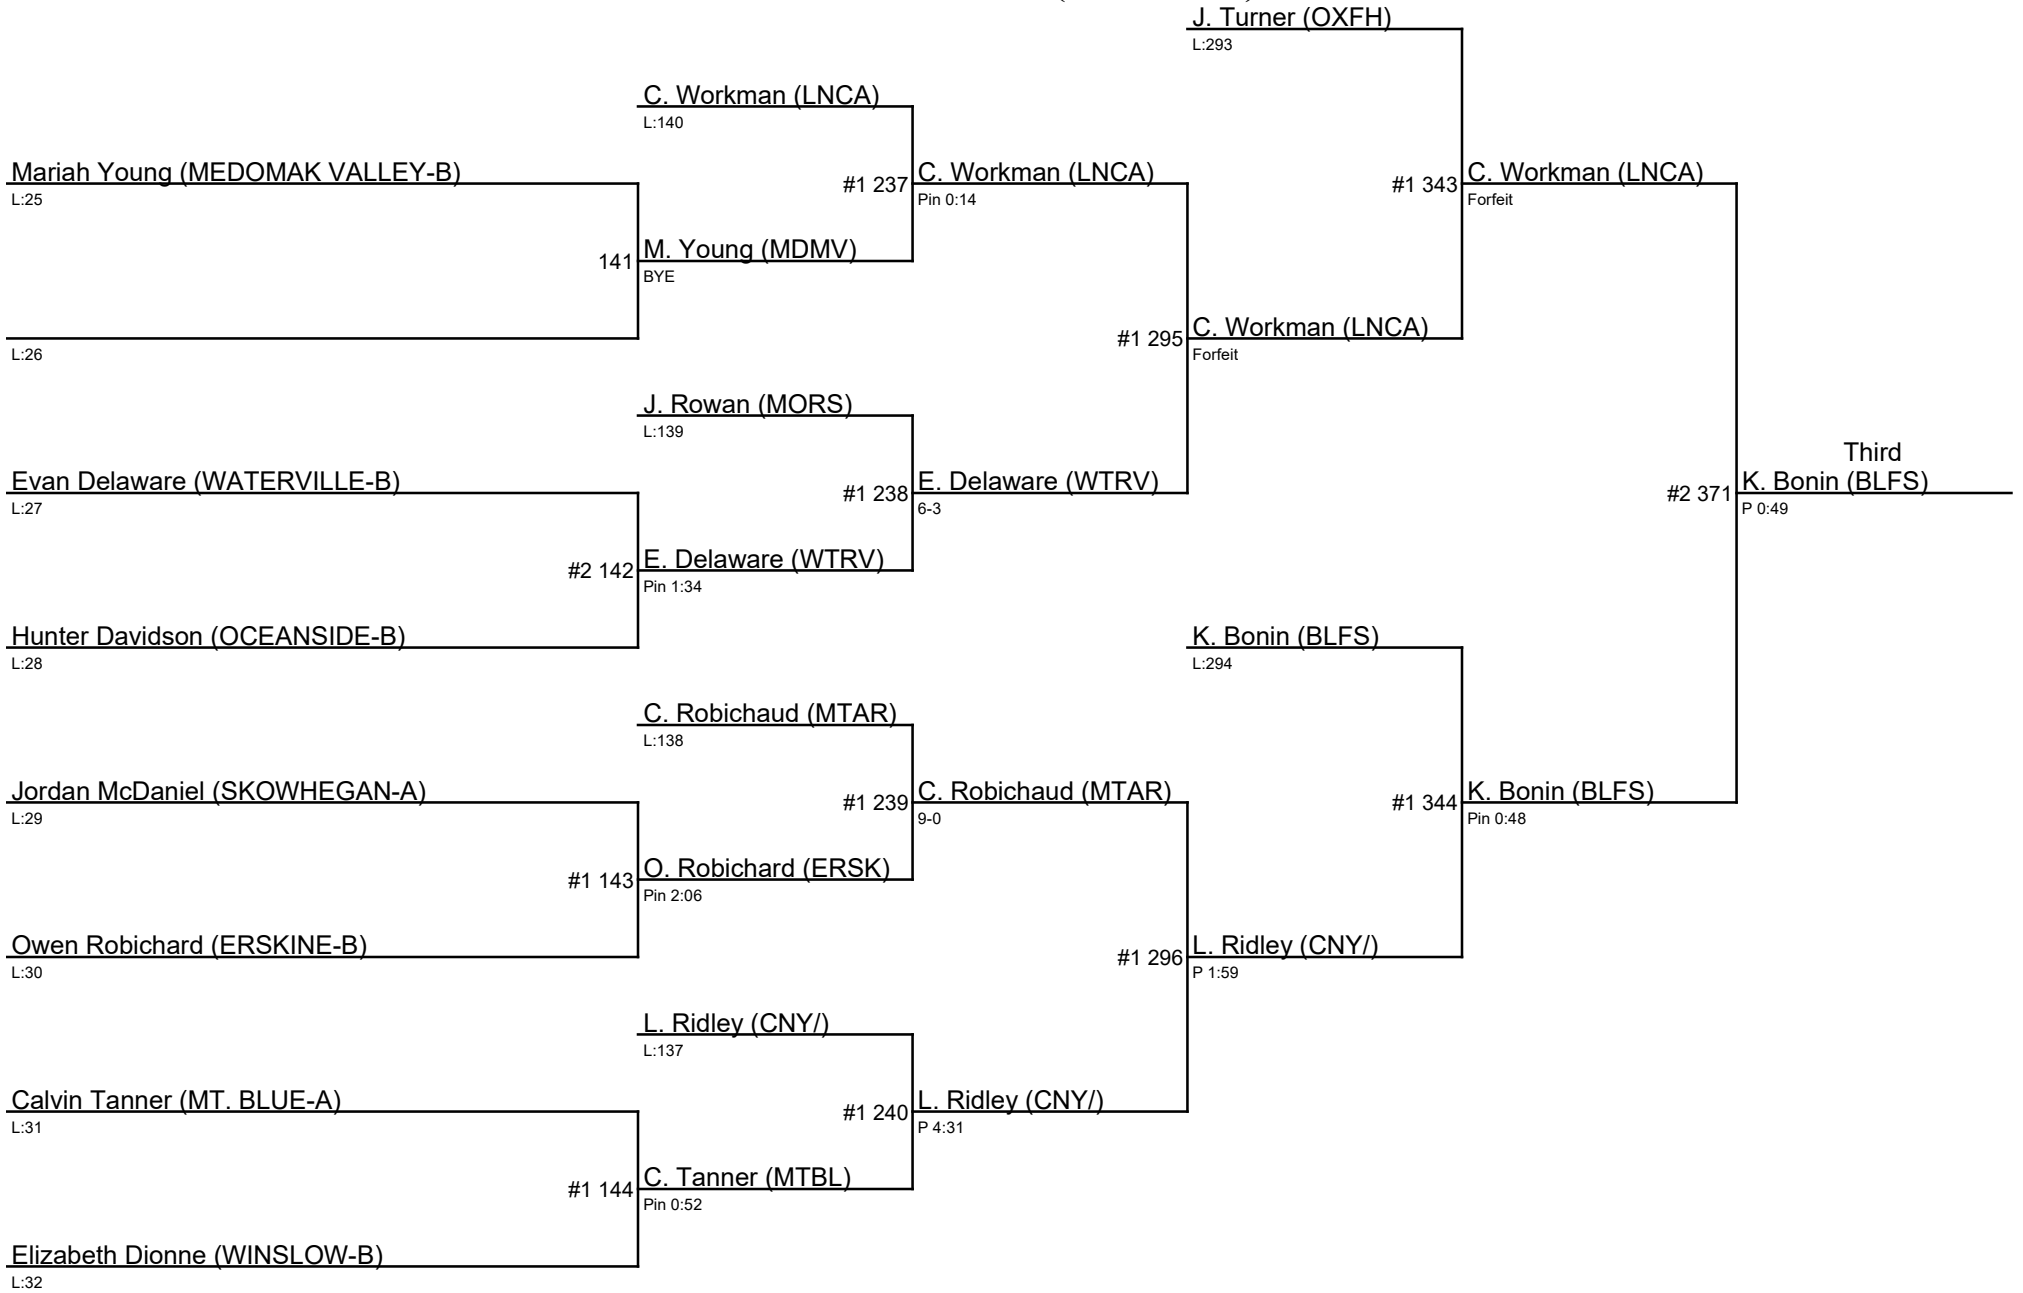 J. Turner (OXFH)
L:293
C. Workman (LNCA)
L:140
Mariah Young (MEDOMAK VALLEY-B)
L:25
#1 237
C. Workman (LNCA)
Pin 0:14
#1 343
C. Workman (LNCA)
Forfeit
141
M. Young (MDMV)
BYE
L:26
#1 295
C. Workman (LNCA)
Forfeit
J. Rowan (MORS)
L:139
Evan Delaware (WATERVILLE-B)
L:27
#1 238
E. Delaware (WTRV)
6-3
Third
#2 371
K. Bonin (BLFS)
P 0:49
#2 142
E. Delaware (WTRV)
Pin 1:34
Hunter Davidson (OCEANSIDE-B)
L:28
K. Bonin (BLFS)
L:294
C. Robichaud (MTAR)
L:138
Jordan McDaniel (SKOWHEGAN-A)
L:29
#1 239
C. Robichaud (MTAR)
9-0
#1 344
K. Bonin (BLFS)
Pin 0:48
#1 143
O. Robichard (ERSK)
Pin 2:06
Owen Robichard (ERSKINE-B)
L:30
#1 296
L. Ridley (CNY/)
P 1:59
L. Ridley (CNY/)
L:137
Calvin Tanner (MT. BLUE-A)
L:31
#1 240
L. Ridley (CNY/)
P 4:31
#1 144
C. Tanner (MTBL)
Pin 0:52
Elizabeth Dionne (WINSLOW-B)
L:32